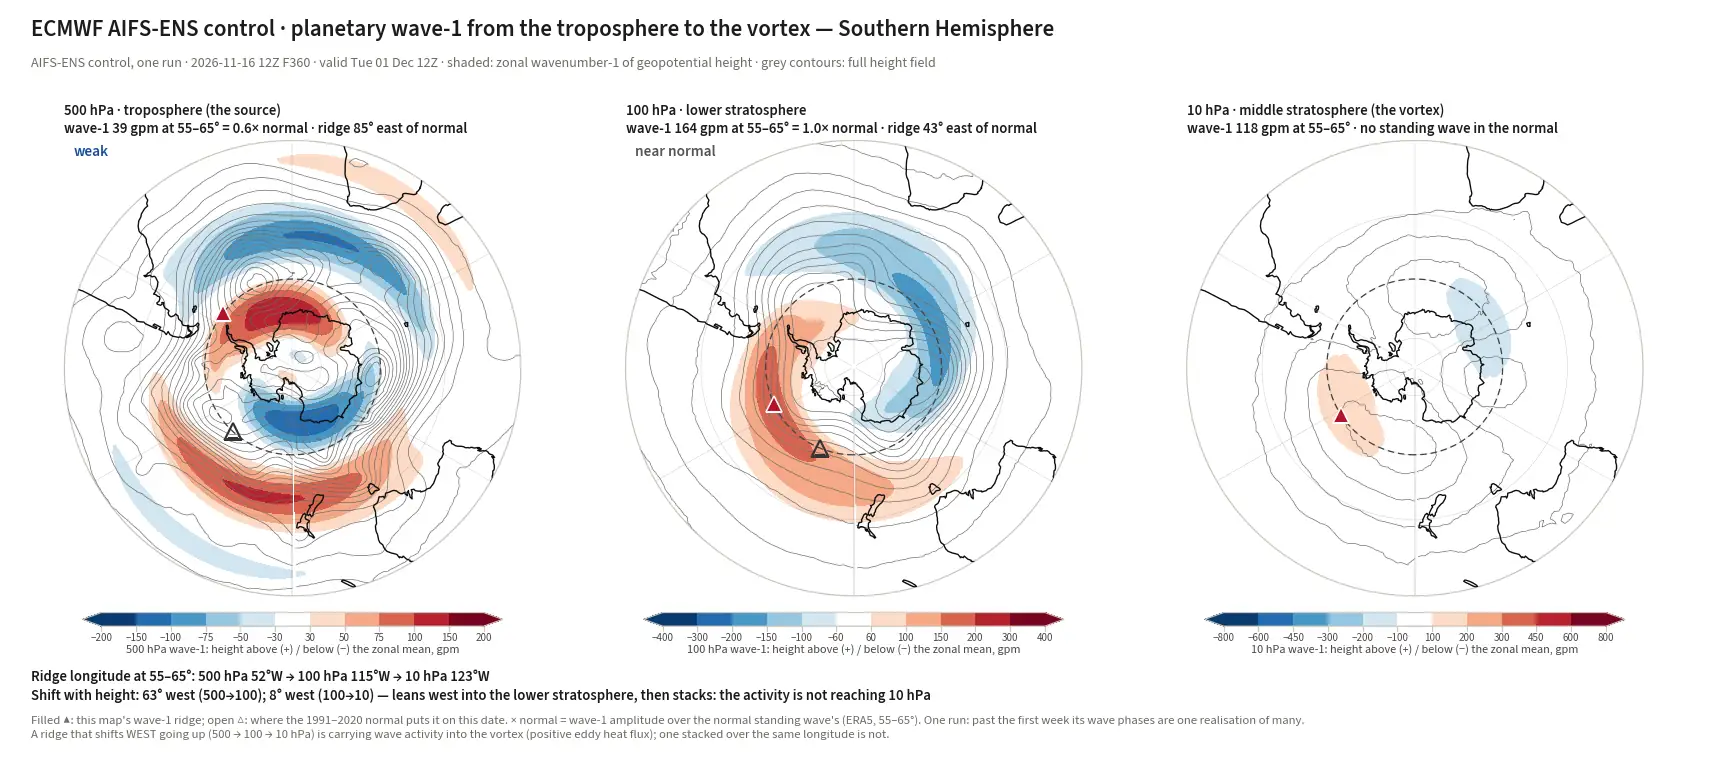 ECMWF AIFS-ENS control · planetary wave-1 from the troposphere to the vortex — Southern Hemisphere
AIFS-ENS control, one run · 2026-11-16 12Z F360 · valid Tue 01 Dec 12Z · shaded: zonal wavenumber-1 of geopotential height · grey contours: full height field
500 hPa · troposphere (the source)
wave-1 39 gpm at 55–65° = 0.6× normal · ridge 85° east of normal
weak
100 hPa · lower stratosphere
wave-1 164 gpm at 55–65° = 1.0× normal · ridge 43° east of normal
near normal
10 hPa · middle stratosphere (the vortex)
wave-1 118 gpm at 55–65° · no standing wave in the normal
−200 −150 −100 −75 −50 −30 30 50 75 100 150 200
500 hPa wave-1: height above (+) / below (−) the zonal mean, gpm
−400 −300 −200 −150 −100 −60 60 100 150 200 300 400
100 hPa wave-1: height above (+) / below (−) the zonal mean, gpm
−800 −600 −450 −300 −200 −100 100 200 300 450 600 800
10 hPa wave-1: height above (+) / below (−) the zonal mean, gpm
Ridge longitude at 55–65°: 500 hPa 52°W → 100 hPa 115°W → 10 hPa 123°W
Shift with height: 63° west (500→100); 8° west (100→10) — leans west into the lower stratosphere, then stacks: the activity is not reaching 10 hPa
Filled ▲: this map's wave-1 ridge; open △: where the 1991–2020 normal puts it on this date. × normal = wave-1 amplitude over the normal standing wave's (ERA5, 55–65°). One run: past the first week its wave phases are one realisation of many.
A ridge that shifts WEST going up (500 → 100 → 10 hPa) is carrying wave activity into the vortex (positive eddy heat flux); one stacked over the same longitude is not.